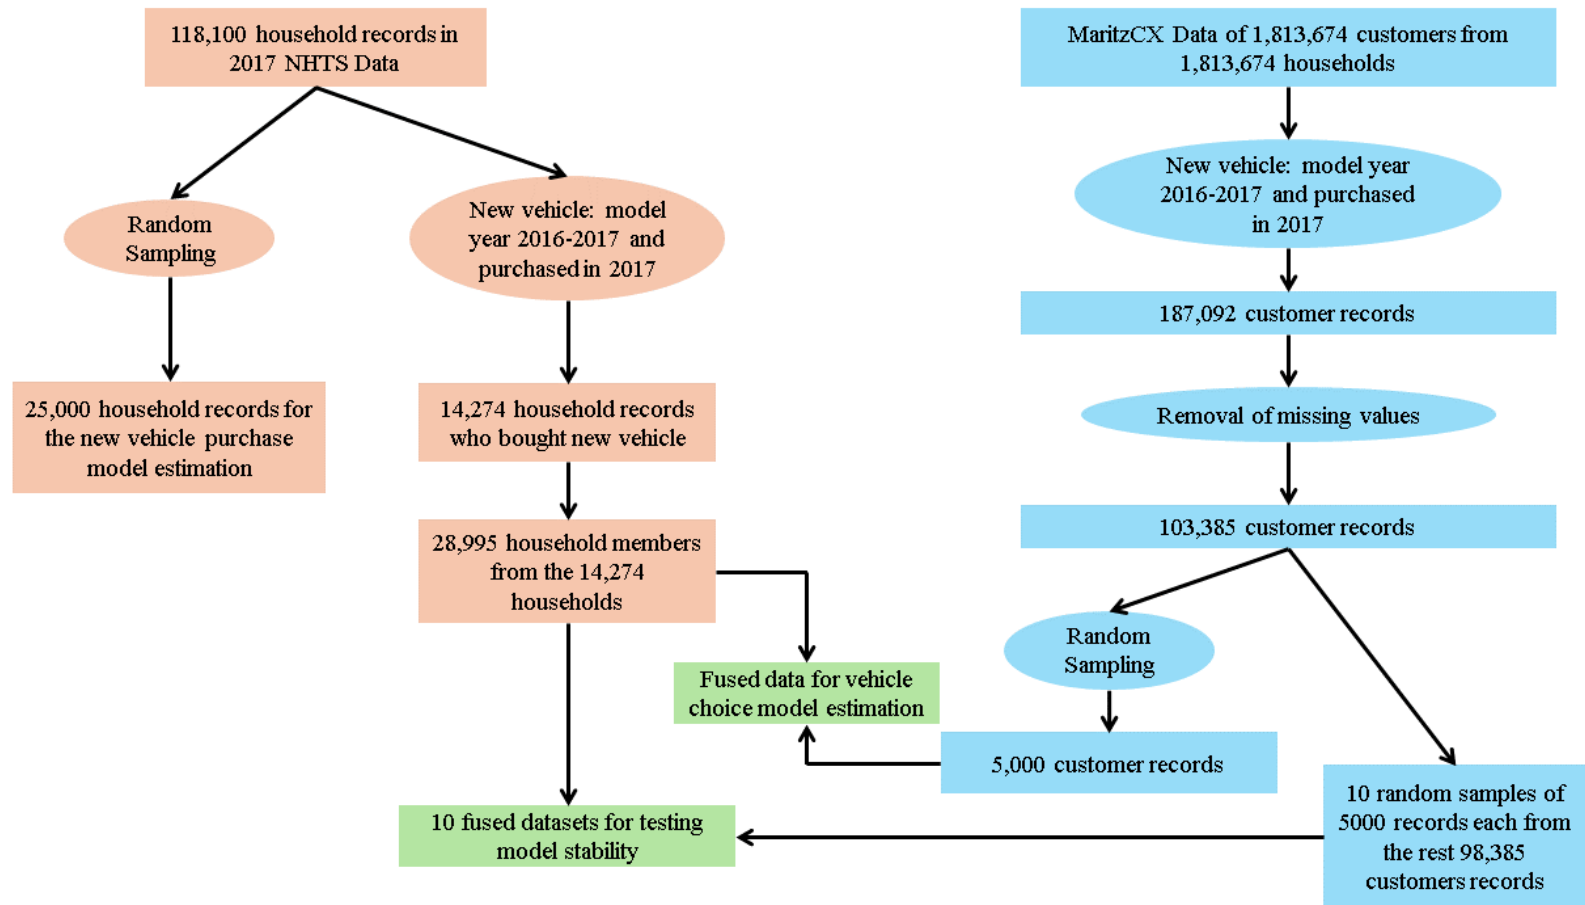 118,100 household records in
2017 NHTS Data
MaritzCX Data of 1,813,674 customers from
1,813,674 households
New vehicle: model year
2016-2017 and purchased
in 2017
Random
Sampling
New vehicle: model
year 2016-2017 and
purchased in 2017
187,092 customer records
25,000 household records for
the new vehicle purchase
model estimation
14,274 household records
who bought new vehicle
Removal of missing values
103,385 customer records
28,995 household members
from the 14,274
households
Random
Sampling
Fused data for vehicle
choice model estimation
5,000 customer records
10 random samples of
5000 records each from
the rest 98,385
customers records
10 fused datasets for testing
model stability